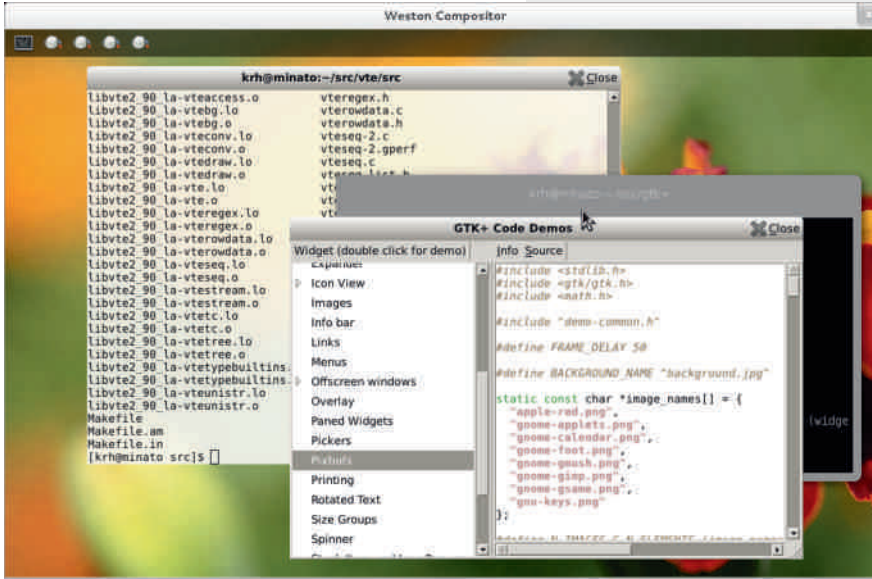 Weston Compositor
krh@minato:~/src/vte/src
Close
libvte2_90_la-vteaccess.o vteregex.h
libvte2_90_la-vtebg.lo vterowdata.c
libvte2_90_la-vtebg.o vterowdata.h
libvte2_90_la-vteconv.lo vteseq-2.c
libvte2_90_la-vteconv.o vteseq-2.gperf
libvte2_90_la-vtedraw.lo vteseq.c
libvte2_90_la-vtedraw.o vteseq-list.h
libvte2_90_la-vte.lo
libvte2_90_la-vte.o
libvte2_90_la-vteregex.lo
libvte2_90_la-vteregex.o
libvte2_90_la-vterowdata.lo
libvte2_90_la-vterowdata.o
libvte2_90_la-vteseq.lo
libvte2_90_la-vteseq.o
libvte2_90_la-vtestream.lo
libvte2_90_la-vtestream.o
libvte2_90_la-vtetc.lo
libvte2_90_la-vtetc.o
libvte2_90_la-vtetree.lo
libvte2_90_la-vtetree.o
libvte2_90_la-vtetypebuiltins.
libvte2_90_la-vtetypebuiltins.
libvte2_90_la-vteunistr.lo
libvte2_90_la-vteunistr.o
Makefile
Makefile.am
Makefile.in
[krh@minato src]$
(widge
GTK+ Code Demos
Close
Widget (double click for demo)
Expander
Icon View
Images
Info bar
Links
Menus
Offscreen windows
Overlay
Paned Widgets
Pickers
Pixbufs
Printing
Rotated Text
Size Groups
Spinner
Info Source
#include <stdlib.h>
#include <gtk/gtk.h>
#include <math.h>
#include "demo-common.h"
#define FRAME_DELAY 50
#define BACKGROUND_NAME "background.jpg"
static const char *image_names[] = {
"apple-red.png",
"gnome-applets.png",
"gnome-calendar.png",
"gnome-foot.png",
"gnome-gmush.png",
"gnome-gimp.png",
"gnome-gsame.png",
"gnu-keys.png"
};